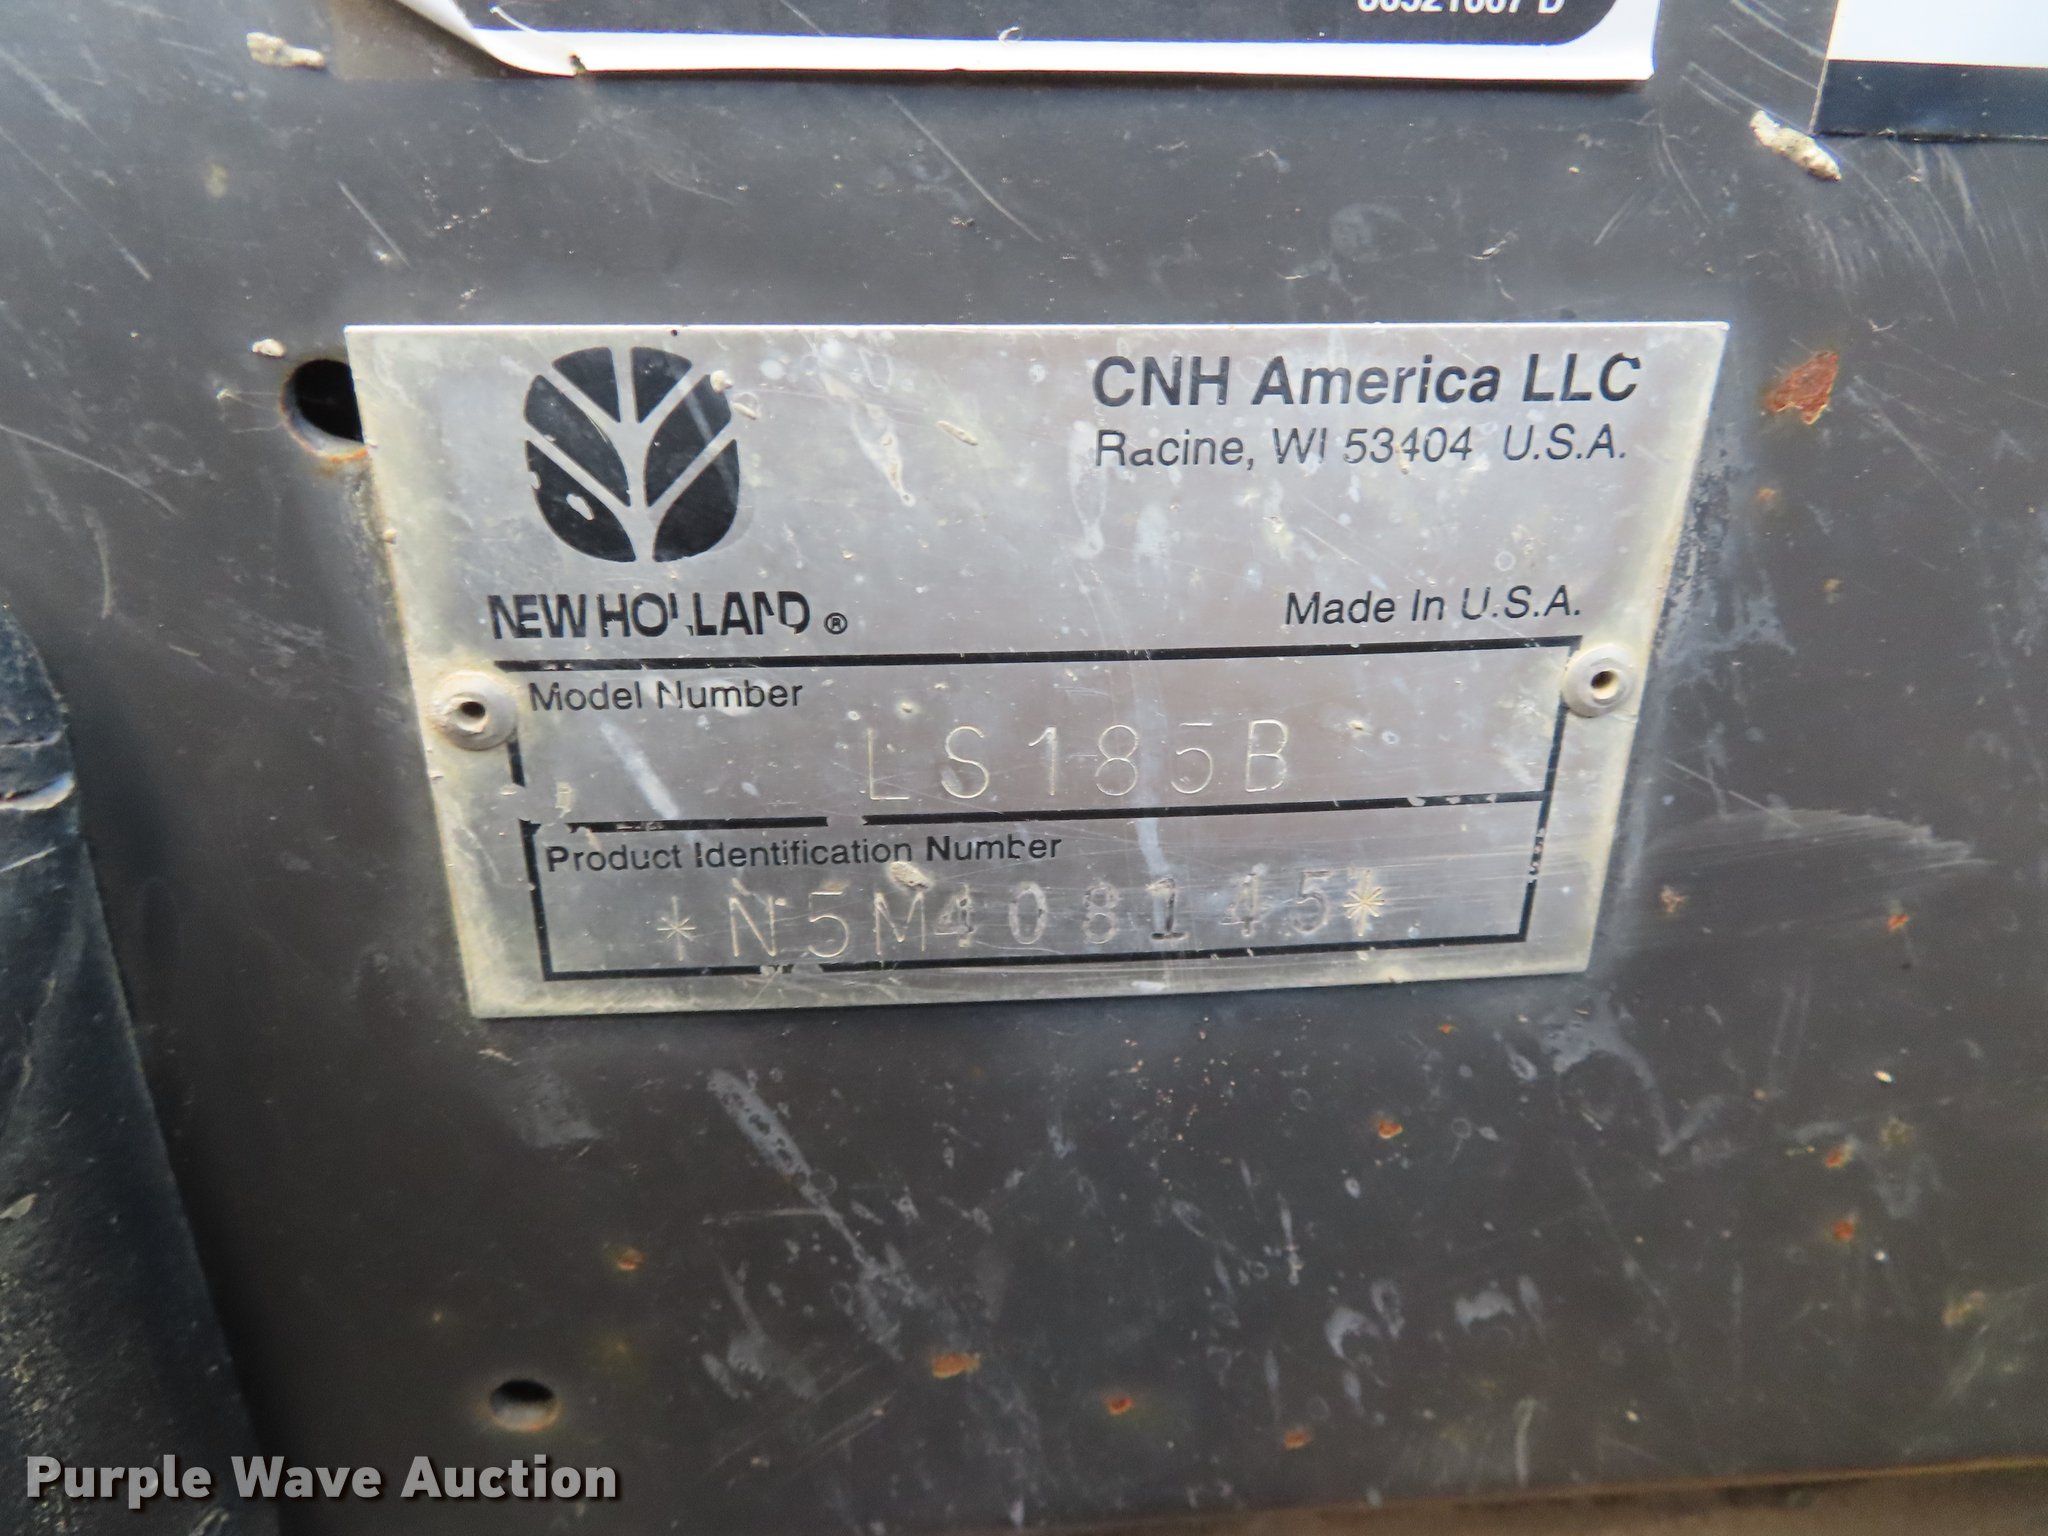 CNH America LLC
Racine, WI 53404 U.S.A.
NEW HOLLAND ®
Made In U.S.A.
Model Number
LS185B
Product Identification Number
*N5M408145*
Purple Wave Auction